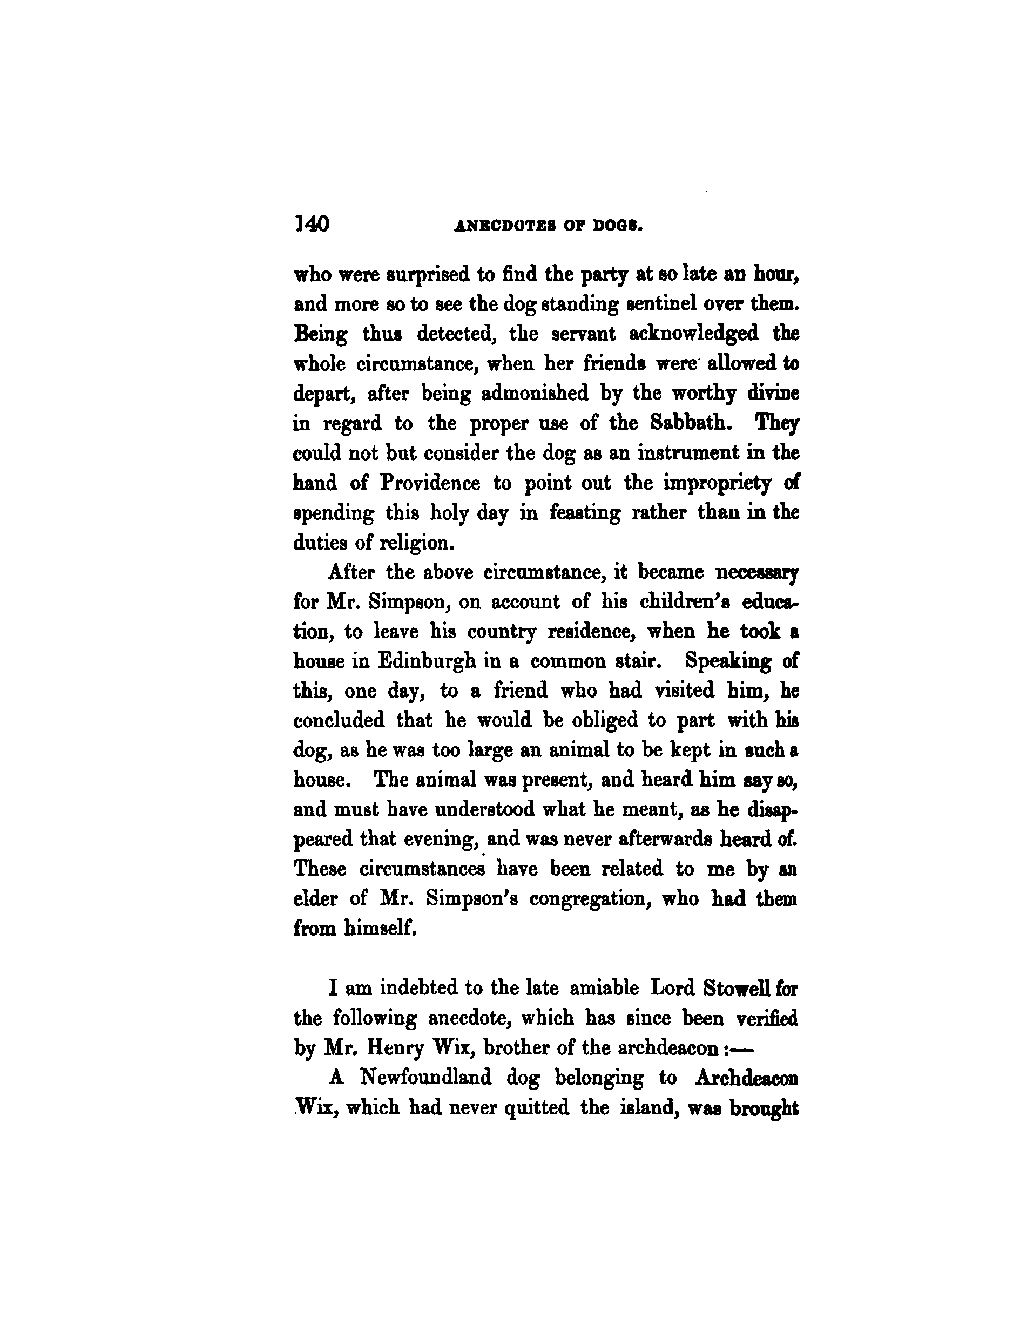 140 ANECDOTES OF DOGS.
who were surprised to find the party at so late an hour,
and more so to see the dog standing sentinel over them.
Being thus detected, the servant acknowledged the
whole circumstance, when her friends were allowed to
depart, after being admonished by the worthy divine
in regard to the proper use of the Sabbath. They
could not but consider the dog as an instrument in the
hand of Providence to point out the impropriety of
spending this holy day in feasting rather than in the
duties of religion.
After the above circumstance, it became necessary
for Mr. Simpson, on account of his children's educa-
tion, to leave his country residence, when he took a
house in Edinburgh in a common stair. Speaking of
this, one day, to a friend who had visited him, he
concluded that he would be obliged to part with his
dog, as he was too large an animal to be kept in such a
house. The animal was present, and heard him say so,
and must have understood what he meant, as he disap-
peared that evening, and was never afterwards heard of.
These circumstances have been related to me by an
elder of Mr. Simpson's congregation, who had them
from himself.
I am indebted to the late amiable Lord Stowell for
the following anecdote, which has since been verified
by Mr. Henry Wix, brother of the archdeacon :—
A Newfoundland dog belonging to Archdeacon
Wix, which had never quitted the island, was brought